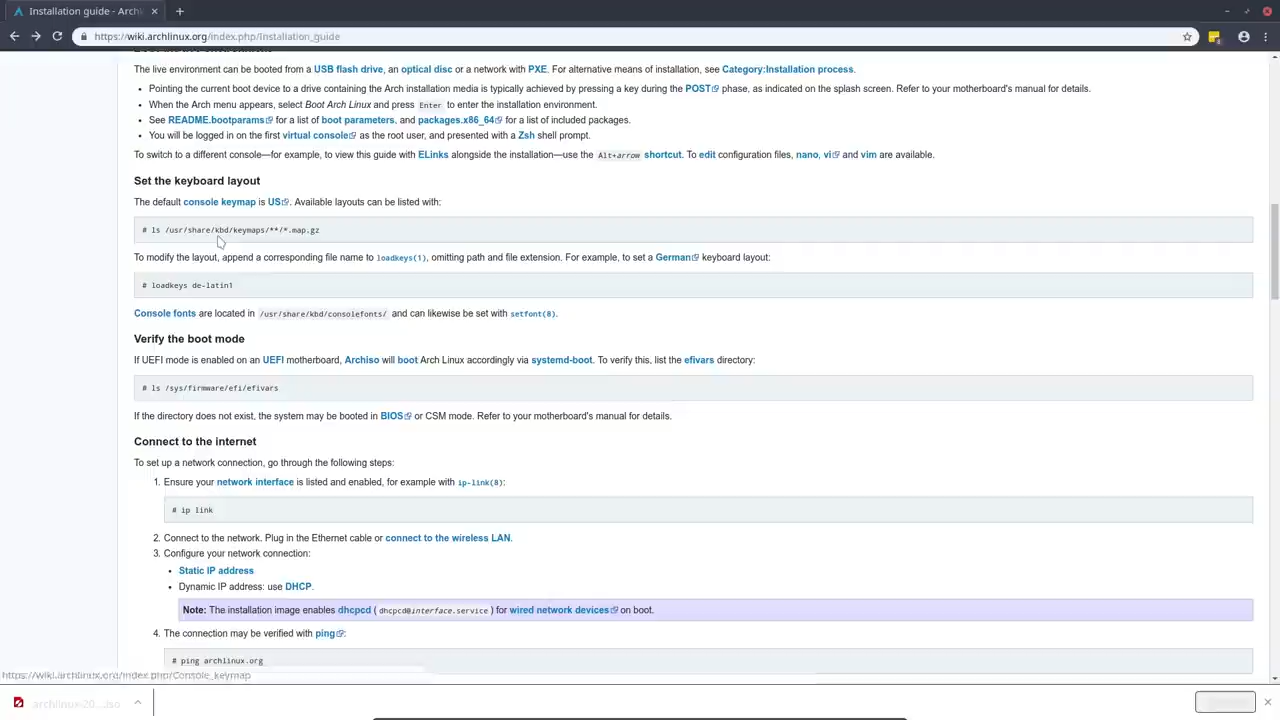 Installation guide - Arch
https://wiki.archlinux.org/index.php/Installation_guide
The live environment can be booted from a USB flash drive, an optical disc or a network with PXE. For alternative means of installation, see Category:Installation process.
Pointing the current boot device to a drive containing the Arch installation media is typically achieved by pressing a key during the POST phase, as indicated on the splash screen. Refer to your motherboard's manual for details.
When the Arch menu appears, select Boot Arch Linux and press Enter to enter the installation environment.
See README.bootparams for a list of boot parameters, and packages.x86_64 for a list of included packages.
You will be logged in on the first virtual console as the root user, and presented with a Zsh shell prompt.
To switch to a different console—for example, to view this guide with ELinks alongside the installation—use the Alt+arrow shortcut. To edit configuration files, nano, vi and vim are available.
Set the keyboard layout
The default console keymap is US. Available layouts can be listed with:
# ls /usr/share/kbd/keymaps/**/*.map.gz
To modify the layout, append a corresponding file name to loadkeys(1), omitting path and file extension. For example, to set a German keyboard layout:
# loadkeys de-latin1
Console fonts are located in /usr/share/kbd/consolefonts/ and can likewise be set with setfont(8).
Verify the boot mode
If UEFI mode is enabled on an UEFI motherboard, Archiso will boot Arch Linux accordingly via systemd-boot. To verify this, list the efivars directory:
# ls /sys/firmware/efi/efivars
If the directory does not exist, the system may be booted in BIOS or CSM mode. Refer to your motherboard's manual for details.
Connect to the internet
To set up a network connection, go through the following steps:
1. Ensure your network interface is listed and enabled, for example with ip-link(8):
# ip link
2. Connect to the network. Plug in the Ethernet cable or connect to the wireless LAN.
3. Configure your network connection:
Static IP address
Dynamic IP address: use DHCP.
Note: The installation image enables dhcpcd (dhcpcd@interface.service) for wired network devices on boot.
4. The connection may be verified with ping:
# ping archlinux.org
https://wiki.archlinux.org/index.php/Console_keymap
archlinux-20....iso